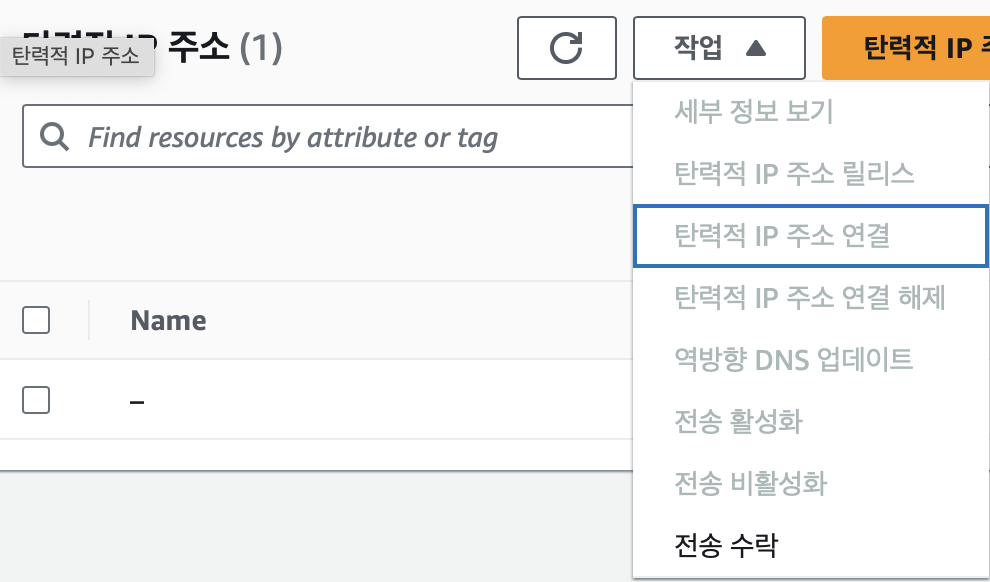 주소 (1)
탄력적 IP 주소
작업
탄력적 IP
Find resources by attribute or tag
세부 정보 보기
탄력적 IP 주소 릴리스
탄력적 IP 주소 연결
탄력적 IP 주소 연결 해제
역방향 DNS 업데이트
전송 활성화
전송 비활성화
전송 수락
Name
–